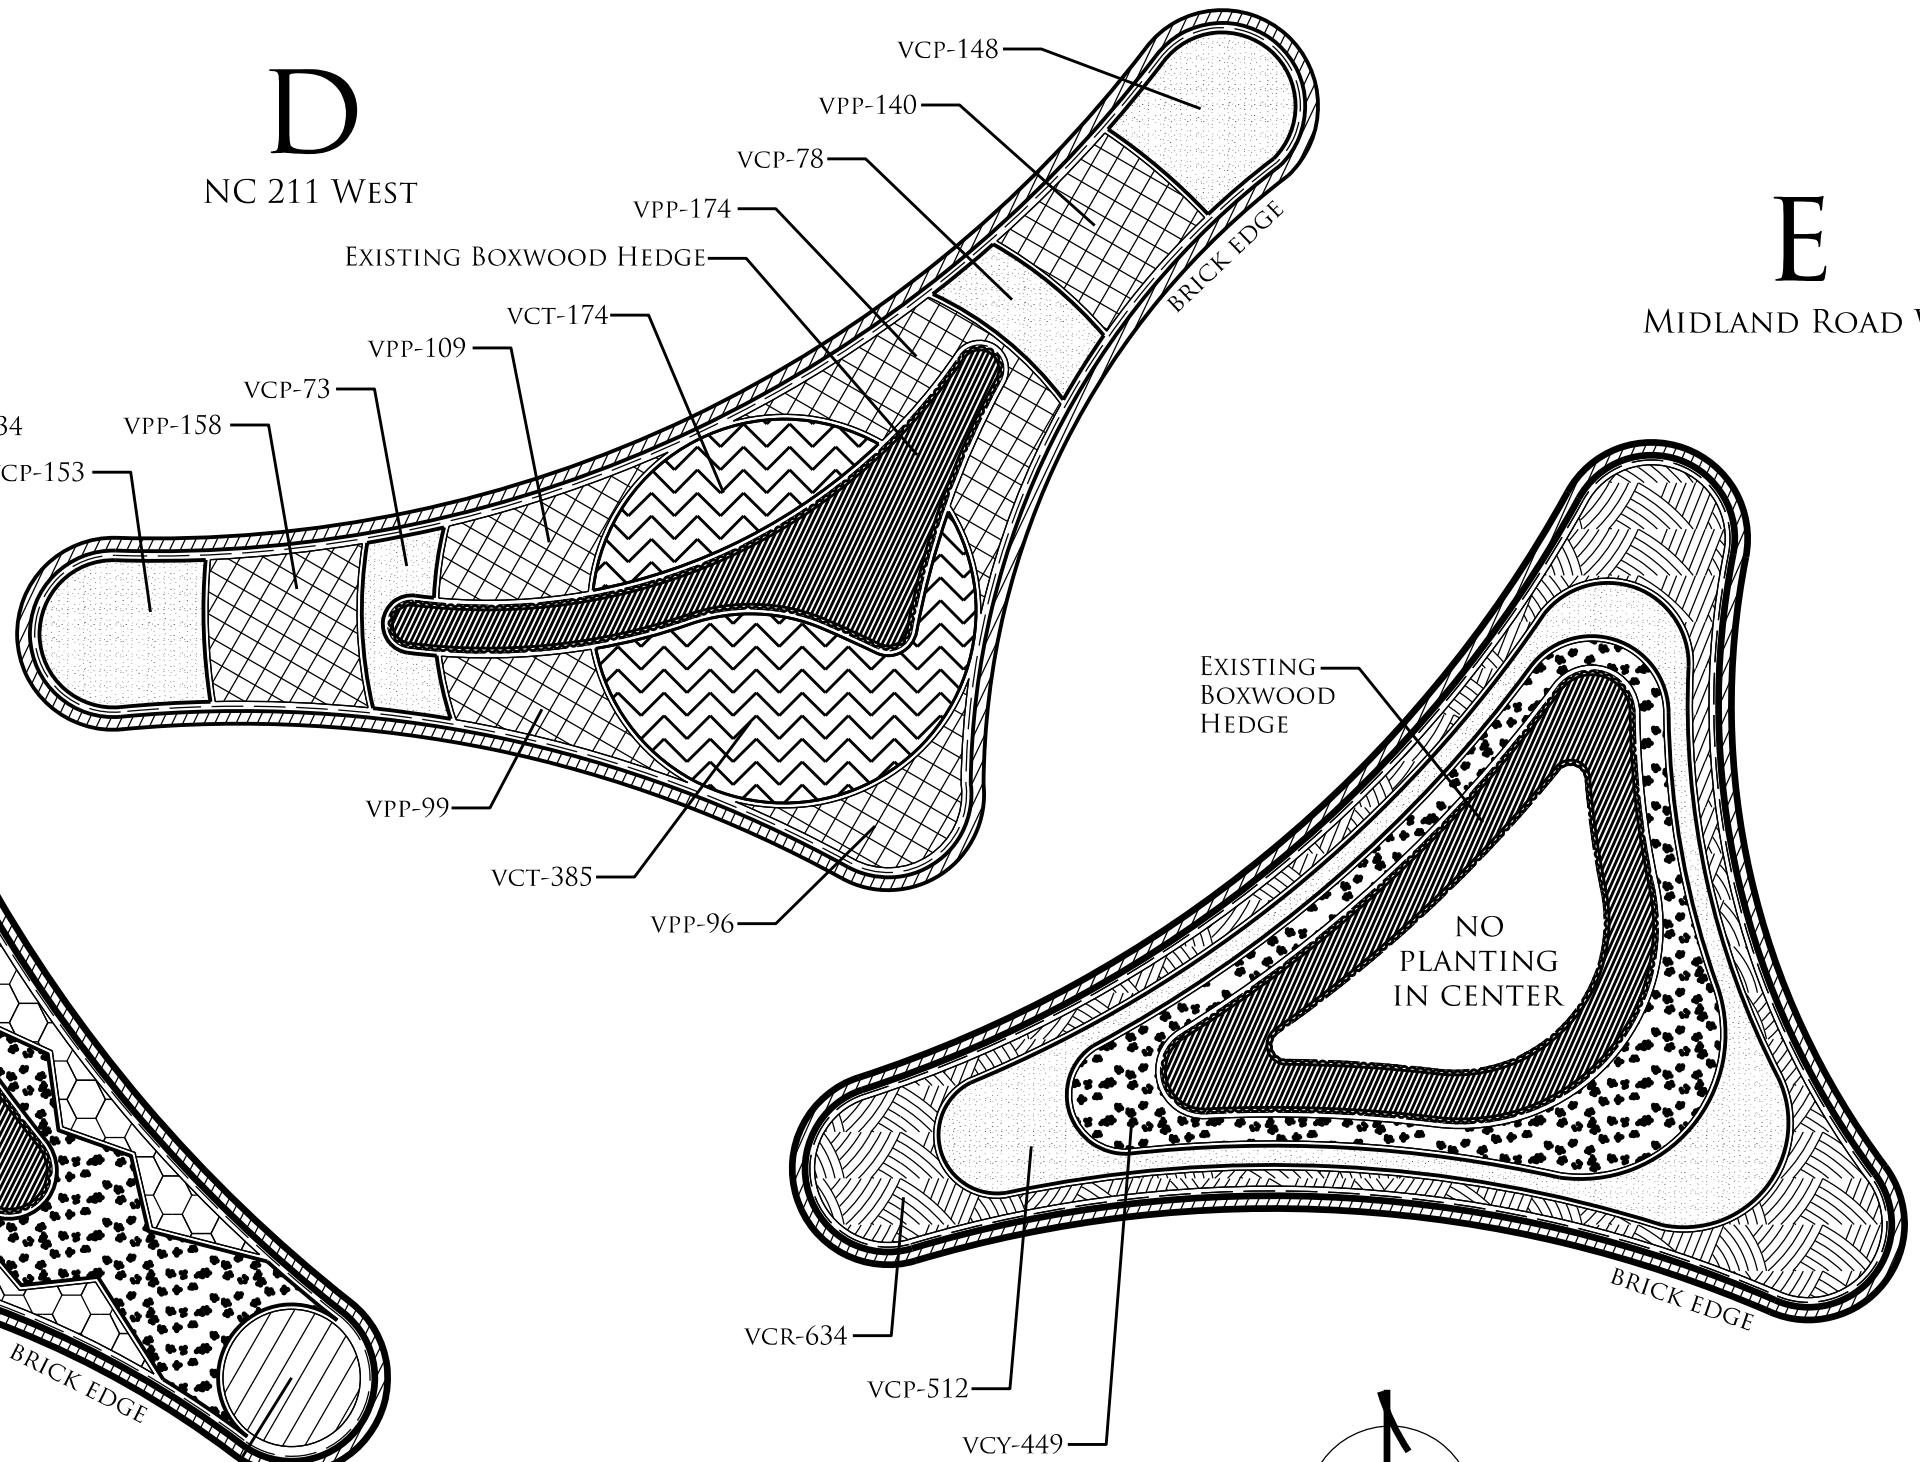 D
NC 211 West
VCP-148
VPP-140
VCP-78
VPP-174
Existing Boxwood Hedge
VCT-174
VPP-109
VCP-73
VPP-158
34
CP-153
VPP-99
VCT-385
VPP-96
BRICK EDGE
E
Midland Road
Existing
Boxwood
Hedge
NO
PLANTING
IN CENTER
VCR-634
VCP-512
VCY-449
BRICK EDGE
BRICK EDGE